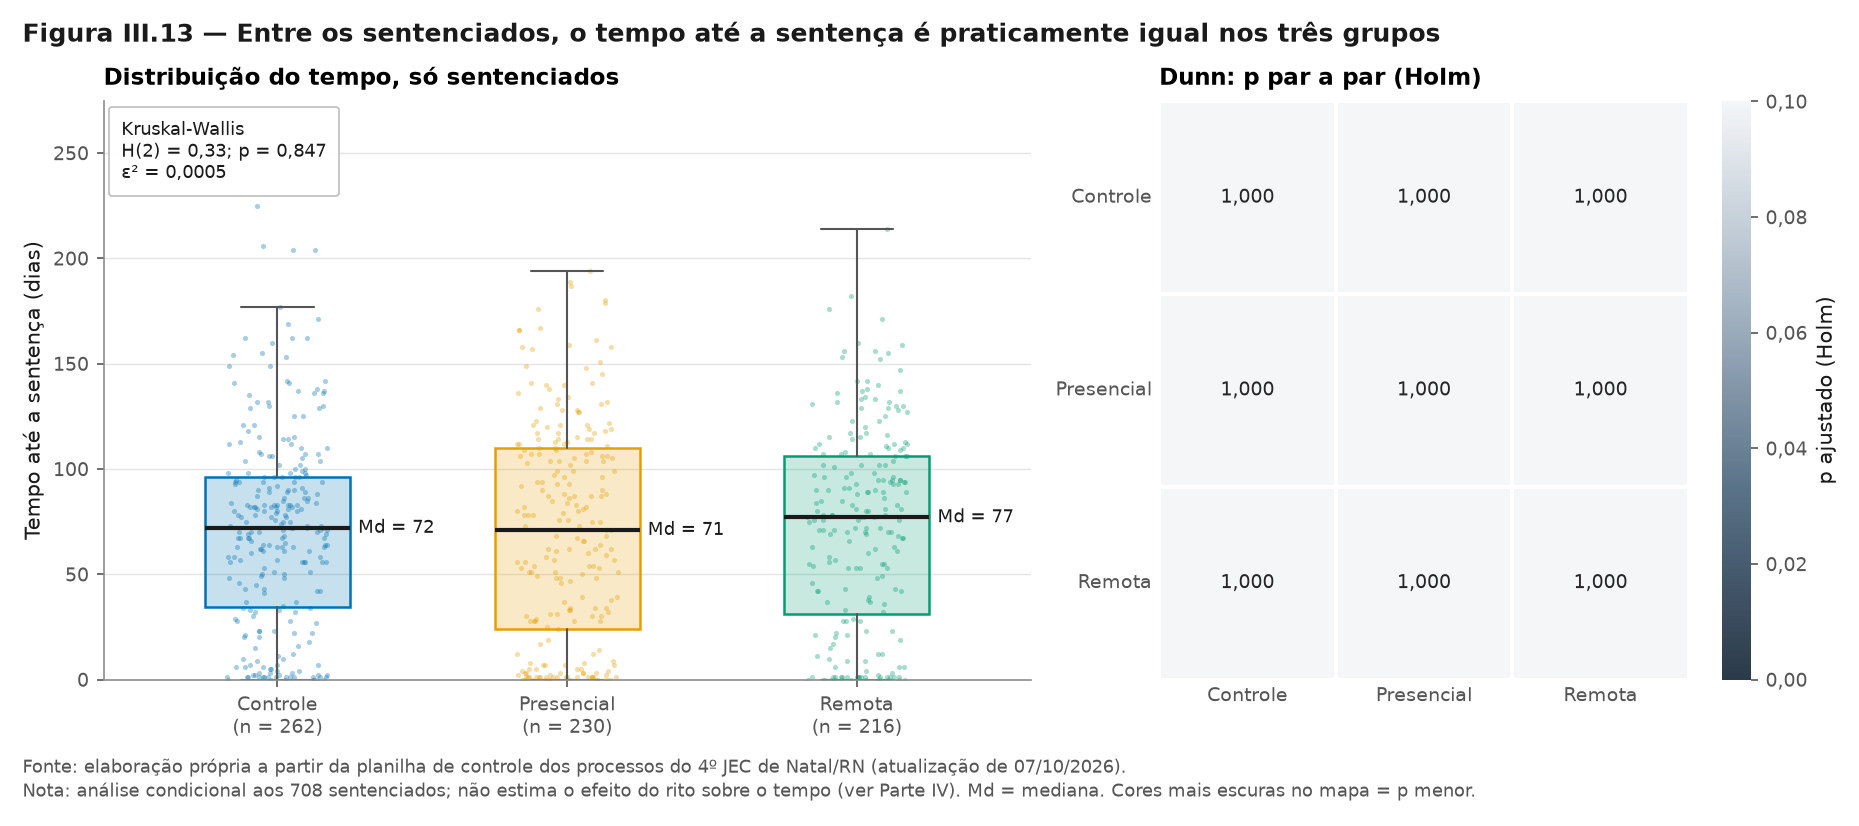 Figura III.13 — Entre os sentenciados, o tempo até a sentença é praticamente igual nos três grupos
Distribuição do tempo, só sentenciados
Kruskal-Wallis
H(2) = 0,33; p = 0,847
ε² = 0,0005
Tempo até a sentença (dias)
250
200
150
100
50
0
Md = 72
Md = 71
Md = 77
Controle
(n = 262)
Presencial
(n = 230)
Remota
(n = 216)
Dunn: p par a par (Holm)
Controle 1,000 1,000 1,000
Presencial 1,000 1,000 1,000
Remota 1,000 1,000 1,000
Controle Presencial Remota
0,10
0,08
0,06
0,04
0,02
0,00
p ajustado (Holm)
Fonte: elaboração própria a partir da planilha de controle dos processos do 4º JEC de Natal/RN (atualização de 07/10/2026).
Nota: análise condicional aos 708 sentenciados; não estima o efeito do rito sobre o tempo (ver Parte IV). Md = mediana. Cores mais escuras no mapa = p menor.